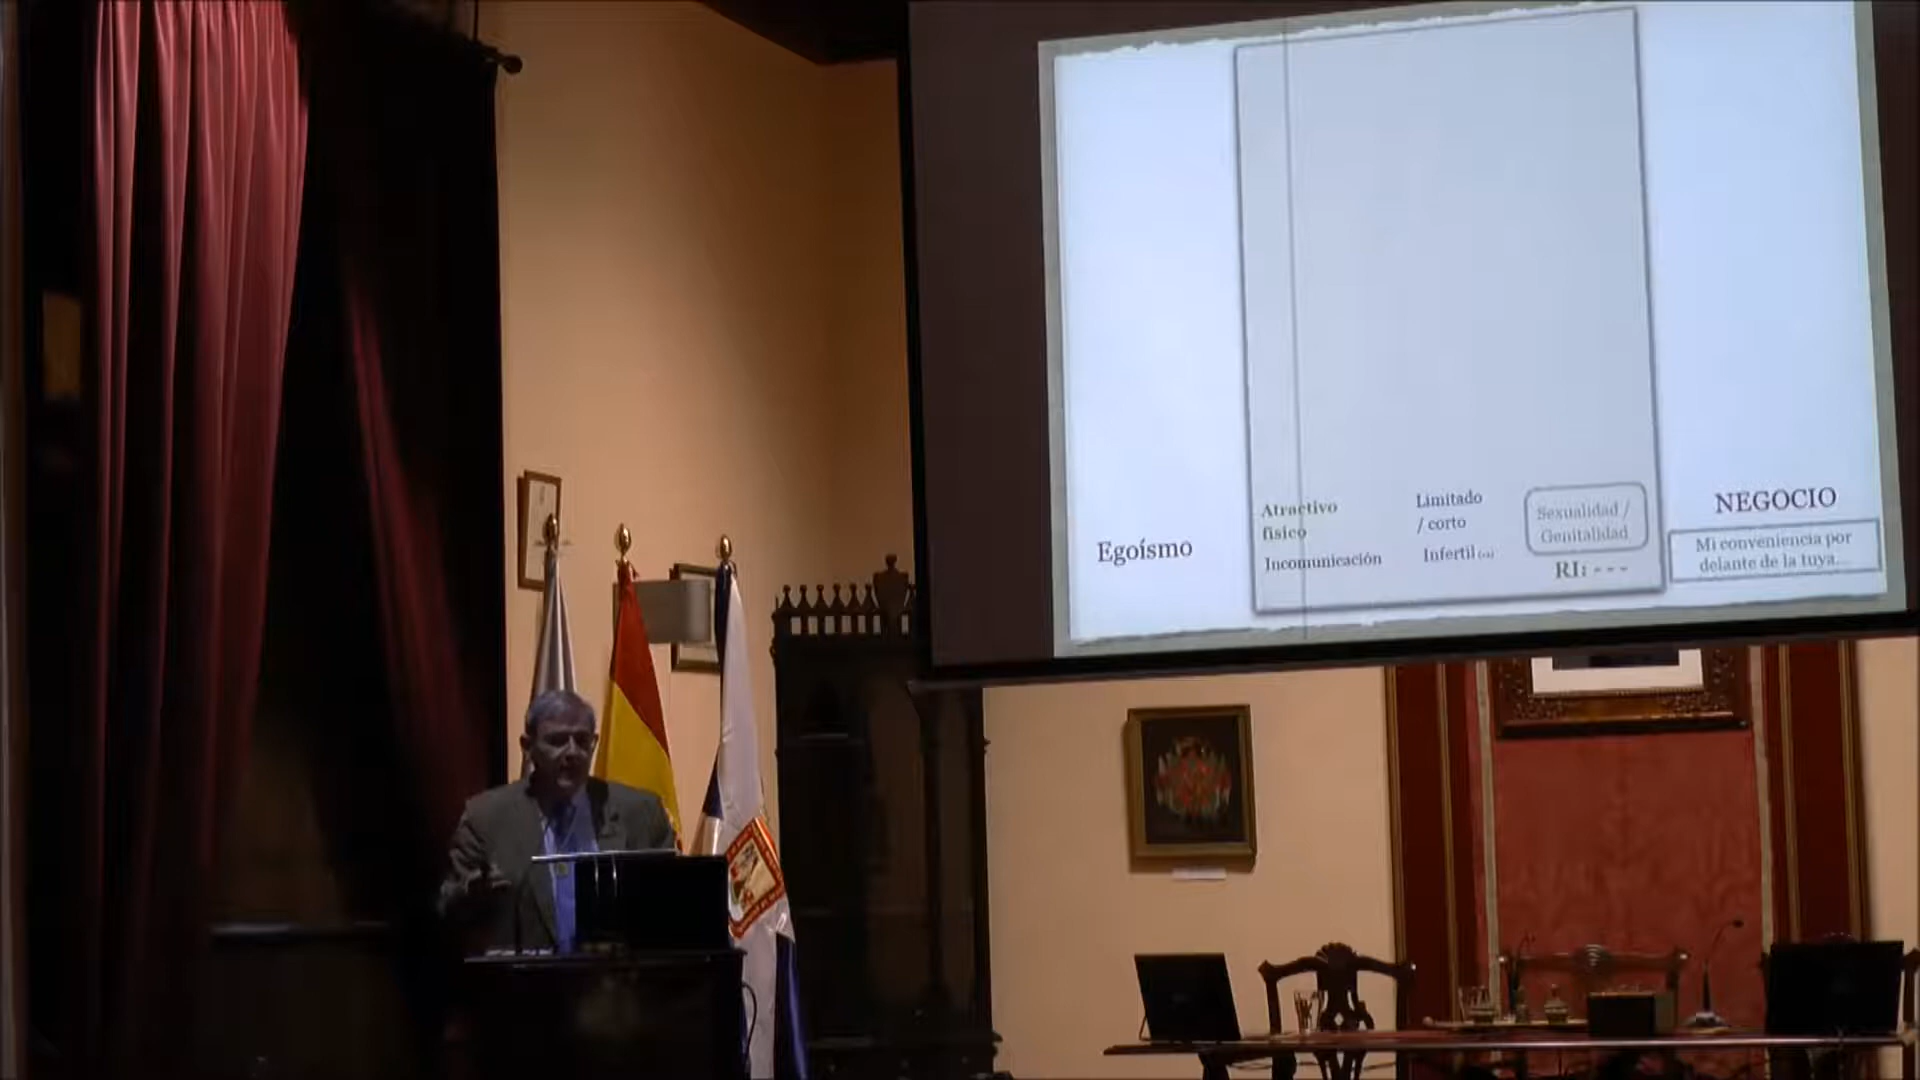 Egoísmo
Atractivo
físico
Incomunicación
Limitado
/ corto
Infertil
Sexualidad /
Genitalidad
RI: - - -
NEGOCIO
Mi conveniencia por
delante de la tuya...